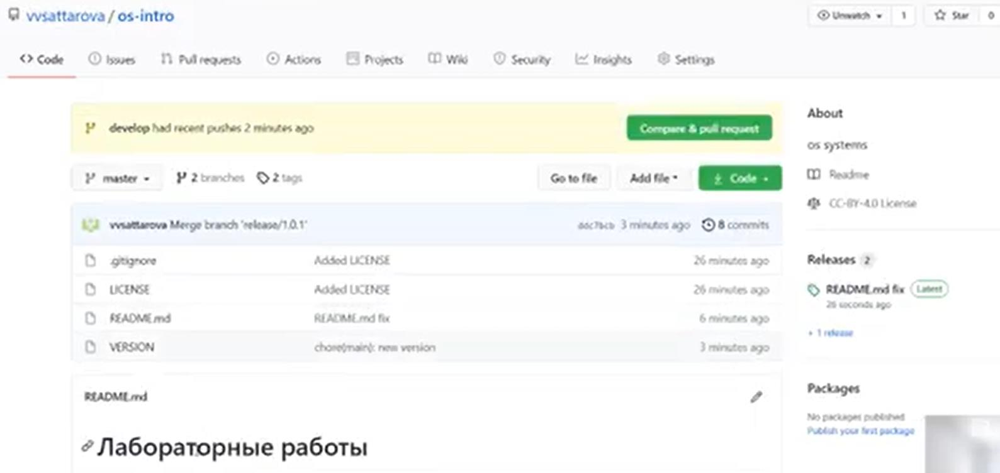 vvsattarova / os-intro
Unwatch 1 Star 0
Code Issues Pull requests Actions Projects Wiki Security Insights Settings
develop had recent pushes 2 minutes ago
Compare & pull request
master 2 branches 2 tags
Go to file Add file Code
vvsattarova Merge branch 'release/1.0.1' 3 minutes ago 8 commits
.gitignore Added LICENSE 26 minutes ago
LICENSE Added LICENSE 26 minutes ago
README.md README.md fix 6 minutes ago
VERSION chore(main): new version 3 minutes ago
README.md
Лабораторные работы
About
os systems
Readme
CC-BY-4.0 License
Releases 2
README.md fix Latest
26 seconds ago
+ 1 release
Packages
No packages published
Publish your first package